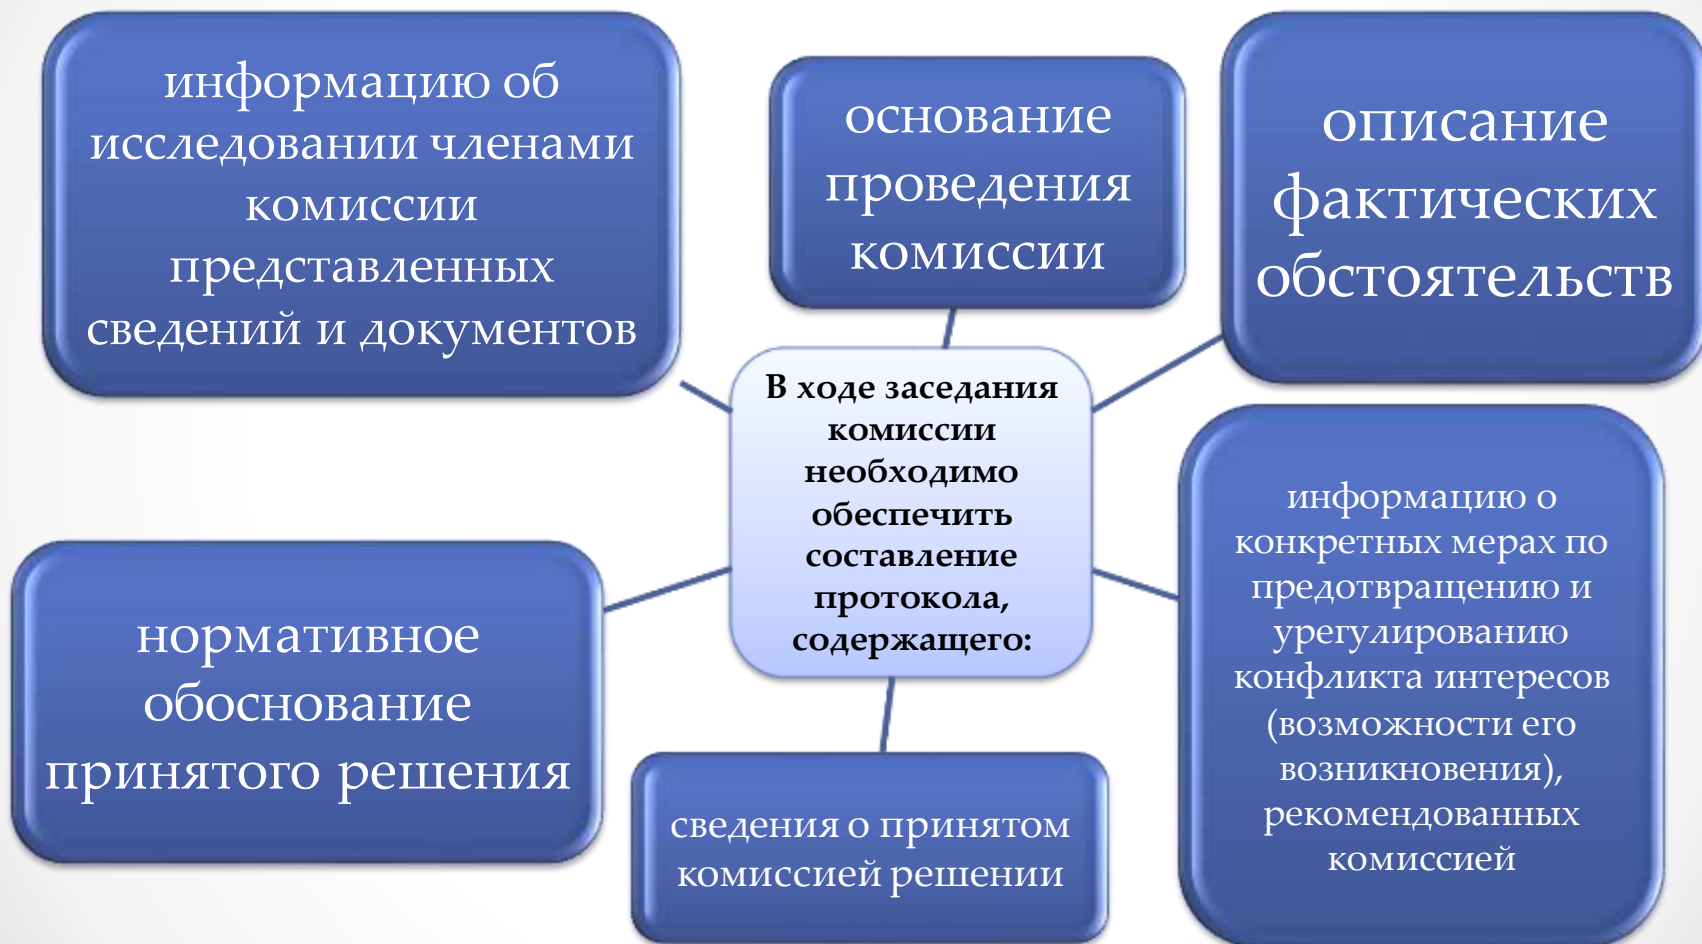 информацию об
исследовании членами
комиссии
представленных
сведений и документов
основание
проведения
комиссии
описание
фактических
обстоятельств
В ходе заседания
комиссии
необходимо
обеспечить
составление
протокола,
содержащего:
нормативное
обоснование
принятого решения
сведения о принятом
комиссией решении
информацию о
конкретных мерах по
предотвращению и
урегулированию
конфликта интересов
(возможности его
возникновения),
рекомендованных
комиссией